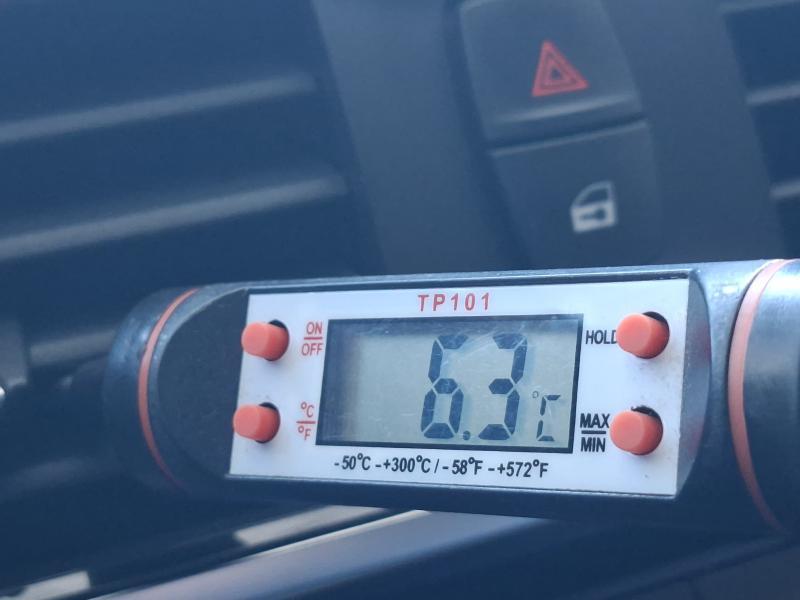 TP101
ON
OFF
HOLD
6.3 °C
°C
°F
MAX
MIN
-50°C -+300°C / -58°F -+572°F